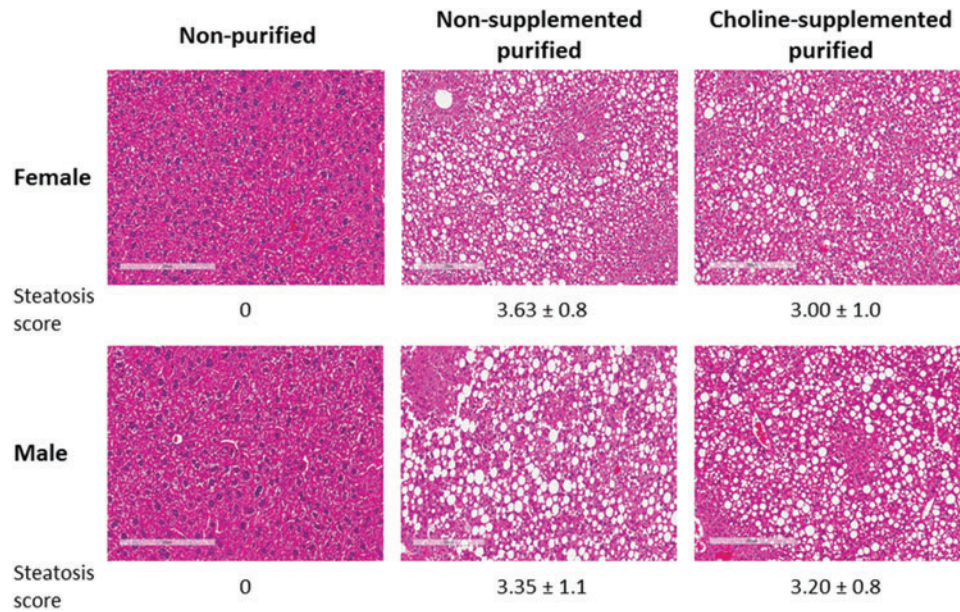 Non-purified
Non-supplemented
purified
Choline-supplemented
purified
Female
Steatosis
score
0
3.63 ± 0.8
3.00 ± 1.0
Male
Steatosis
score
0
3.35 ± 1.1
3.20 ± 0.8